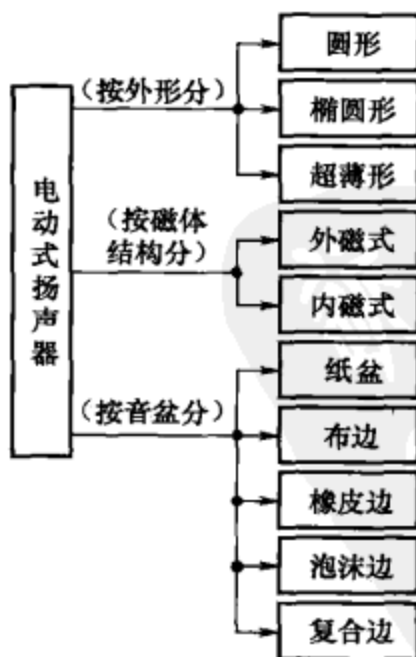 电动式扬声器
（按外形分）
圆形
椭圆形
超薄形
（按磁体
结构分）
外磁式
内磁式
（按音盆分）
纸盆
布边
橡皮边
泡沫边
复合边